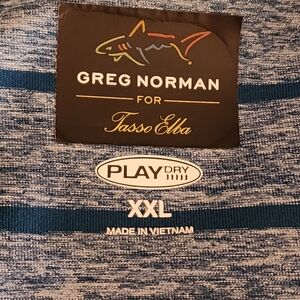 GREG NORMAN
FOR
Tasso Elba
PLAY DRY
XXL
MADE IN VIETNAM